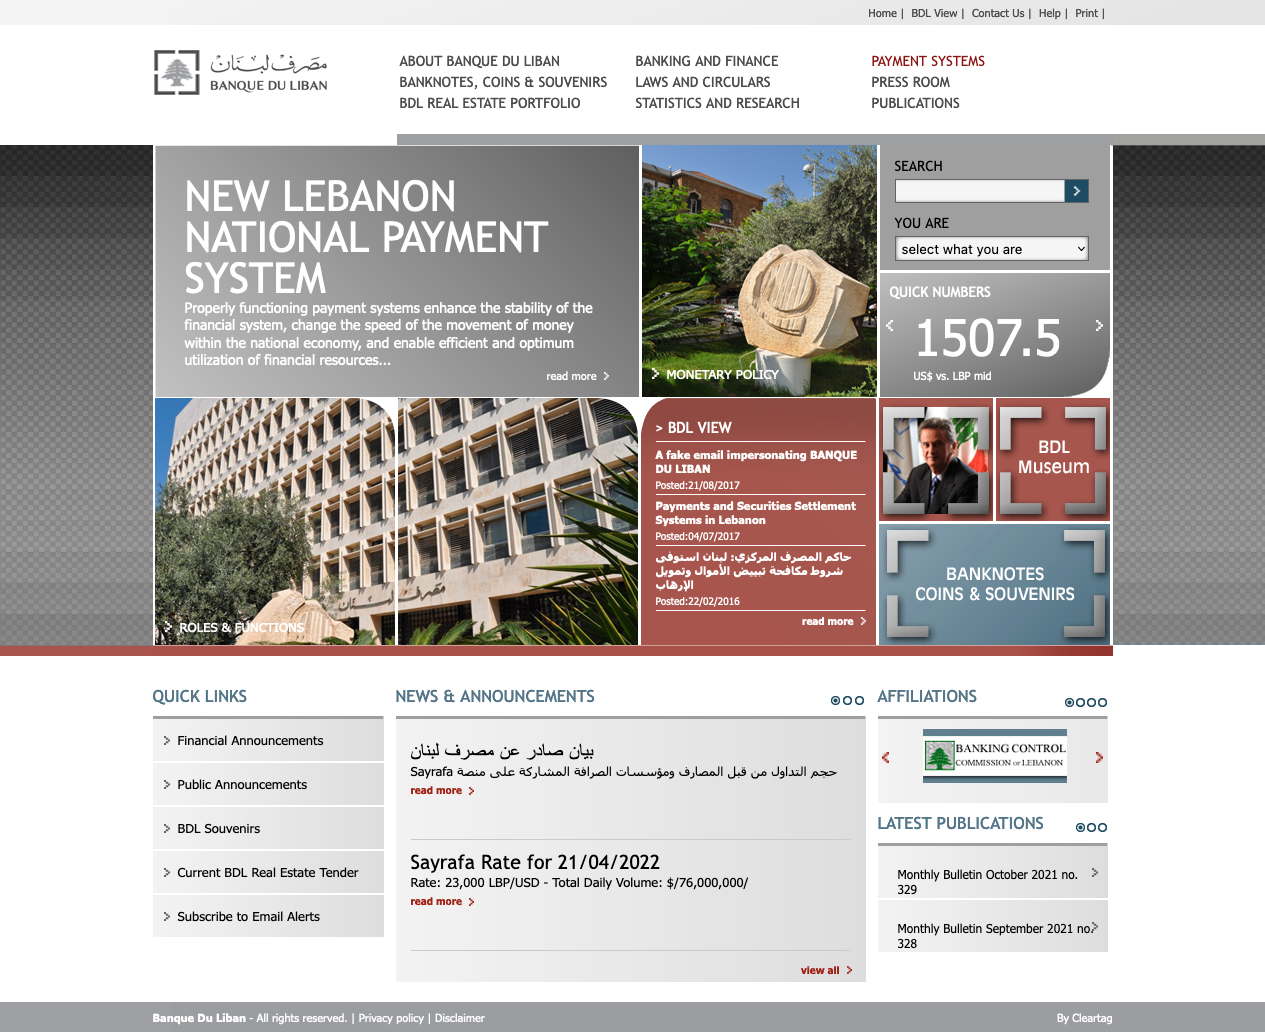 Home | BDL View | Contact Us | Help | Print |
مصرف لبنان
BANQUE DU LIBAN
ABOUT BANQUE DU LIBAN
BANKNOTES, COINS & SOUVENIRS
BDL REAL ESTATE PORTFOLIO
BANKING AND FINANCE
LAWS AND CIRCULARS
STATISTICS AND RESEARCH
PAYMENT SYSTEMS
PRESS ROOM
PUBLICATIONS
NEW LEBANON
NATIONAL PAYMENT
SYSTEM
Properly functioning payment systems enhance the stability of the
financial system, change the speed of the movement of money
within the national economy, and enable efficient and optimum
utilization of financial resources...
read more
MONETARY POLICY
SEARCH
YOU ARE
select what you are
QUICK NUMBERS
1507.5
US$ vs. LBP mid
ROLES & FUNCTIONS
مصرف لبنان
> BDL VIEW
A fake email impersonating BANQUE
DU LIBAN
Posted:21/08/2017
Payments and Securities Settlement
Systems in Lebanon
Posted:04/07/2017
حاكم المصرف المركزي: لبنان استوفى
شروط مكافحة تبييض الأموال وتمويل
الإرهاب
Posted:22/02/2016
read more
BDL
Museum
BANKNOTES
COINS & SOUVENIRS
QUICK LINKS
Financial Announcements
Public Announcements
BDL Souvenirs
Current BDL Real Estate Tender
Subscribe to Email Alerts
NEWS & ANNOUNCEMENTS
بيان صادر عن مصرف لبنان
حجم التداول من قبل المصارف ومؤسسات الصرافة المشاركة على منصة Sayrafa
read more
Sayrafa Rate for 21/04/2022
Rate: 23,000 LBP/USD - Total Daily Volume: $/76,000,000/
read more
view all
AFFILIATIONS
BANKING CONTROL
COMMISSION OF LEBANON
LATEST PUBLICATIONS
Monthly Bulletin October 2021 no.
329
Monthly Bulletin September 2021 no.
328
Banque Du Liban - All rights reserved. | Privacy policy | Disclaimer
By Cleartag